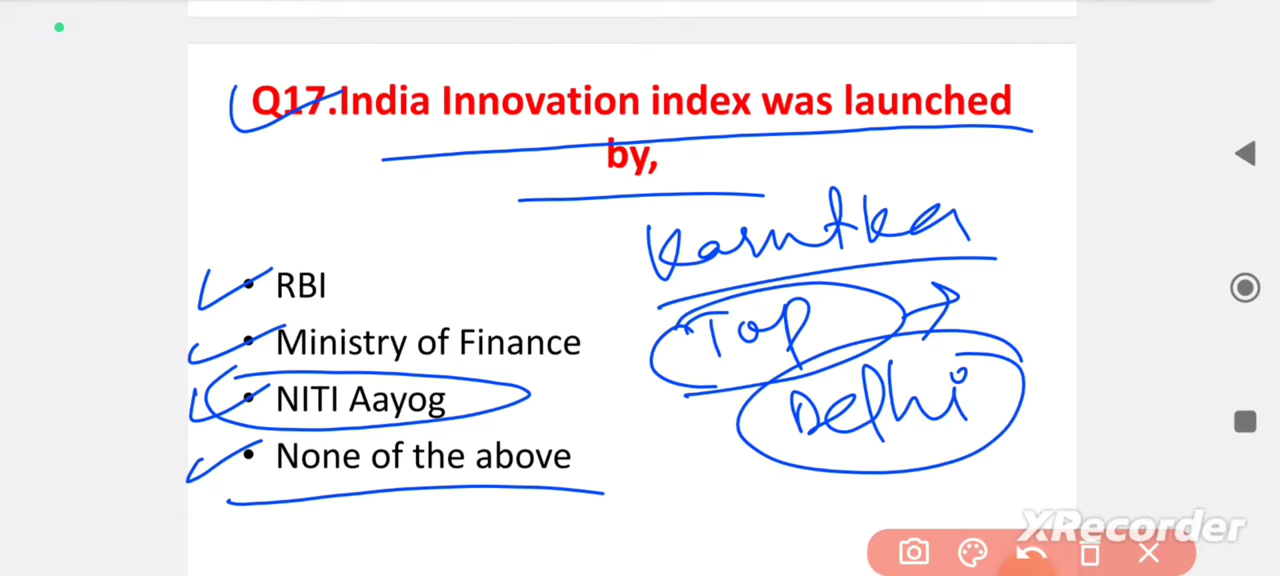 Q17.India Innovation index was launched
by,
Karntka
• RBI
Top
• Ministry of Finance
• NITI Aayog
Delhi
• None of the above
XRecorder